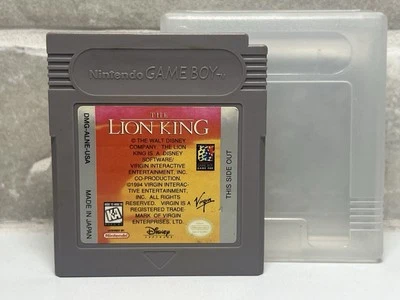 Nintendo GAME BOY TM
THE
LION KING
© THE WALT DISNEY
COMPANY. THE LION
KING IS A DISNEY
SOFTWARE/
VIRGIN INTERACTIVE
ENTERTAINMENT, INC.
CO-PRODUCTION.
©1994 VIRGIN INTERAC-
TIVE ENTERTAINMENT,
INC. ALL RIGHTS
RESERVED. VIRGIN IS A
REGISTERED TRADE-
MARK OF VIRGIN
ENTERPRISES, LTD.
DMG-ALNE-USA
MADE IN JAPAN
THIS SIDE OUT
K-A
Nintendo
Disney
Virgin